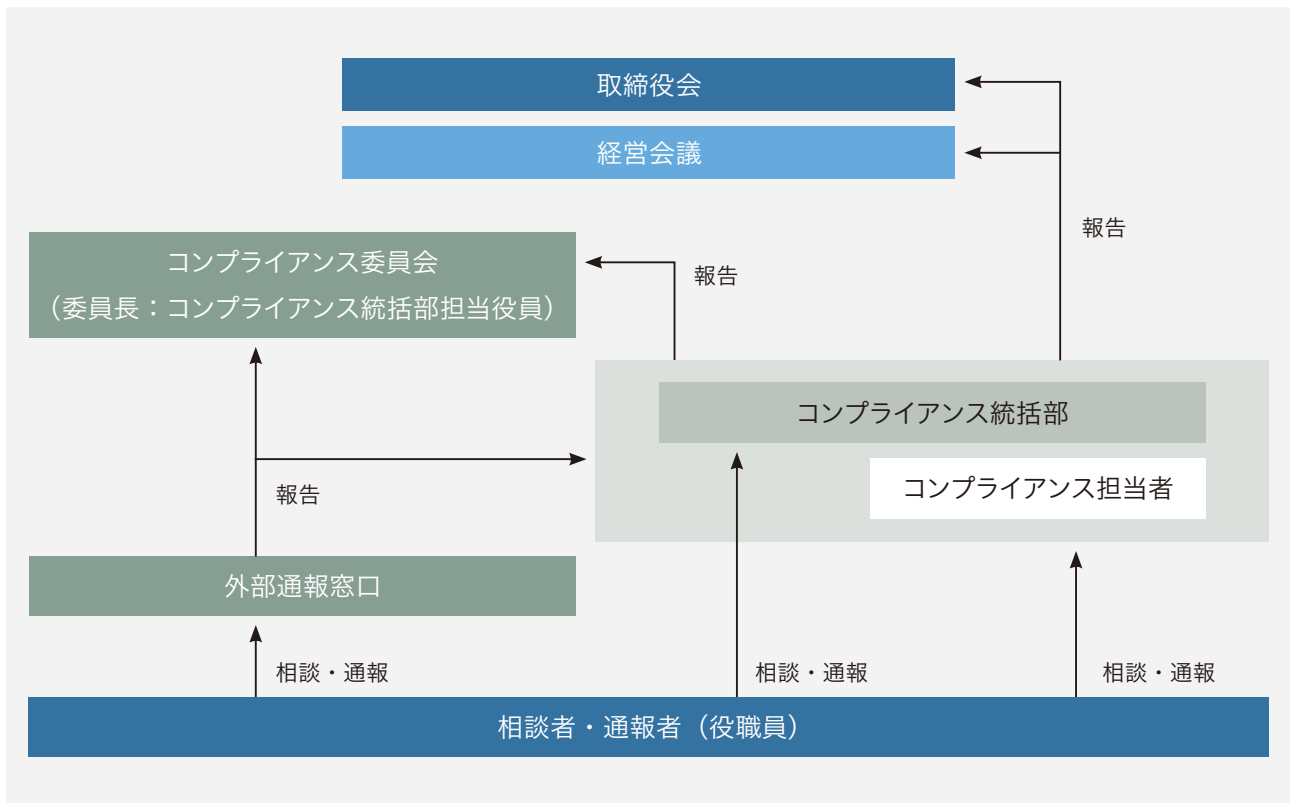 取締役会
経営会議
報告
コンプライアンス委員会
（委員長：コンプライアンス統括部担当役員）
報告
コンプライアンス統括部
コンプライアンス担当者
報告
外部通報窓口
相談・通報
相談・通報
相談・通報
相談者・通報者（役職員）